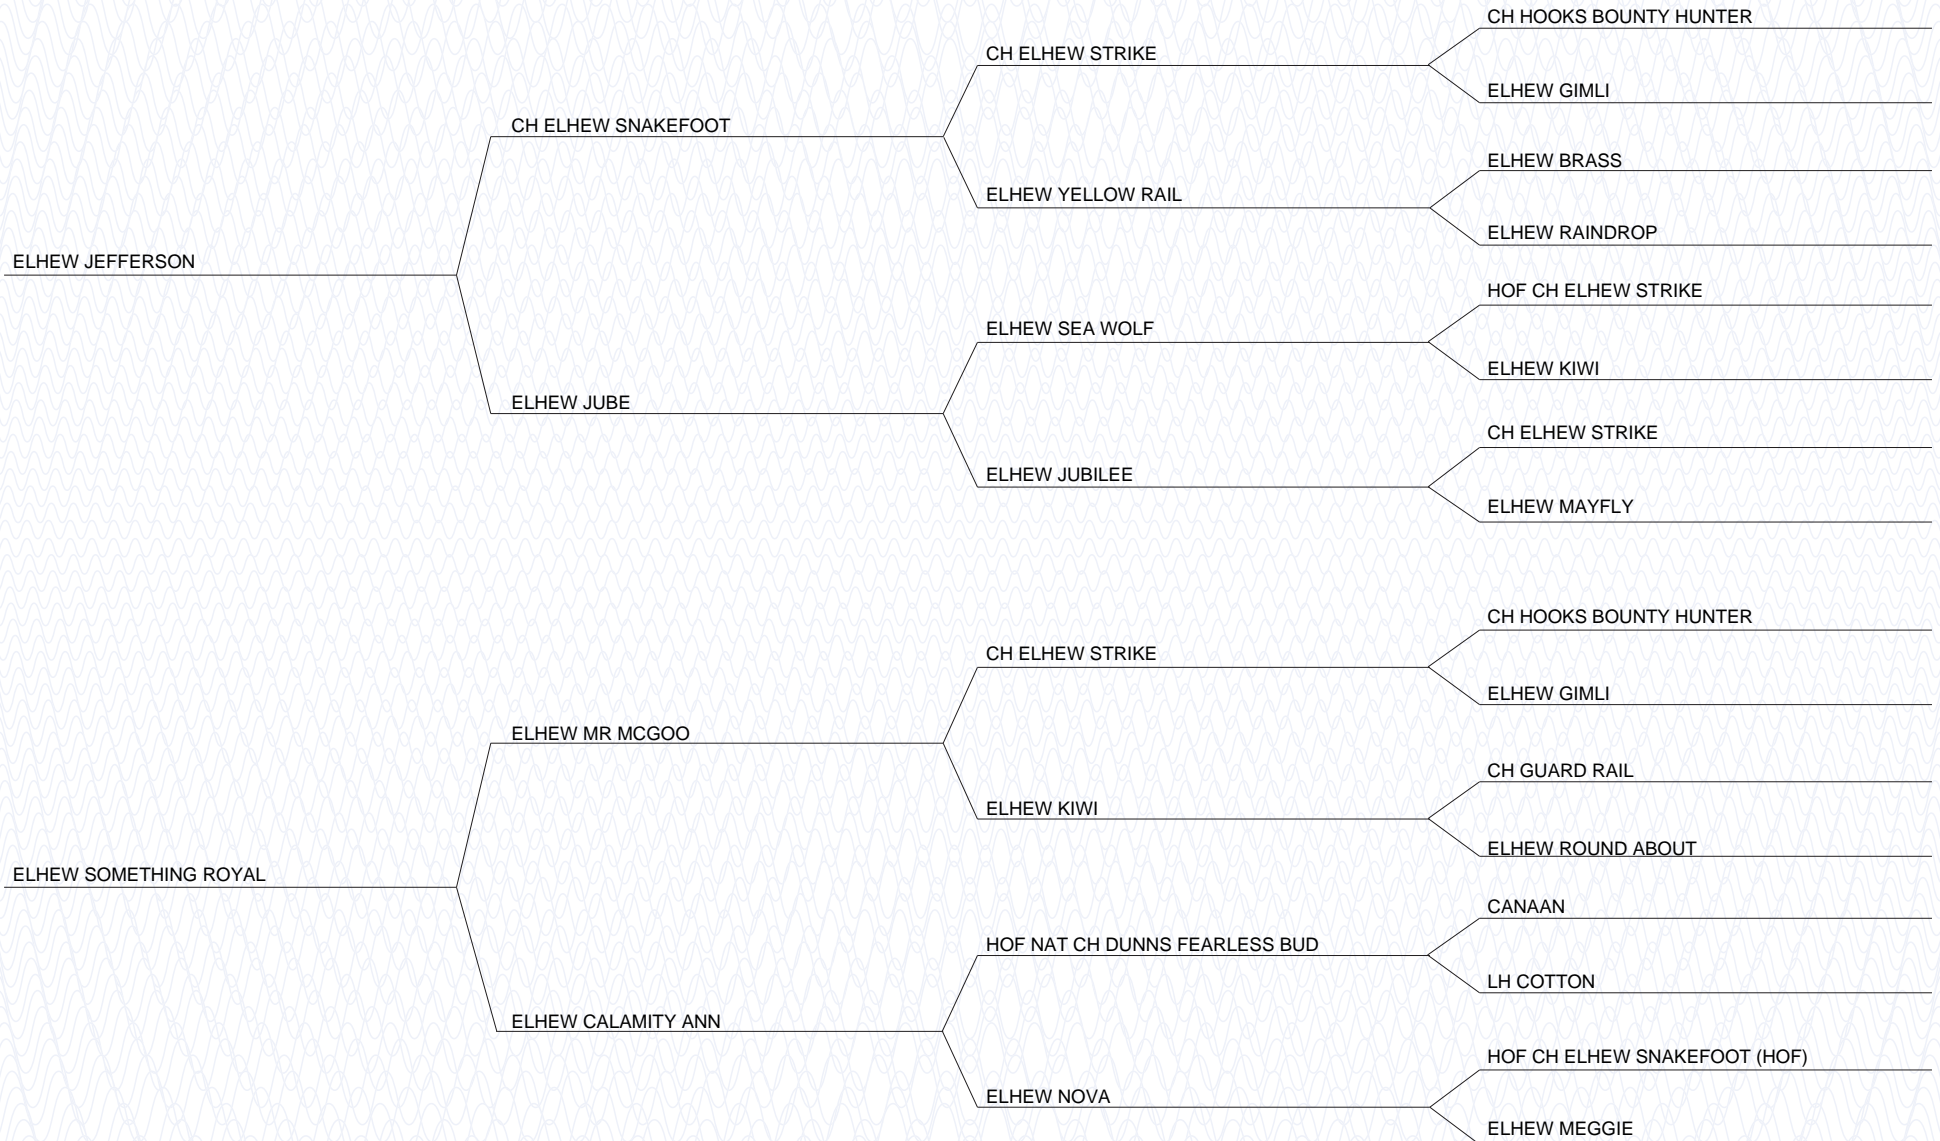 CH HOOKS BOUNTY HUNTER
CH ELHEW STRIKE
ELHEW GIMLI
CH ELHEW SNAKEFOOT
ELHEW BRASS
ELHEW YELLOW RAIL
ELHEW RAINDROP
ELHEW JEFFERSON
HOF CH ELHEW STRIKE
ELHEW SEA WOLF
ELHEW KIWI
ELHEW JUBE
CH ELHEW STRIKE
ELHEW JUBILEE
ELHEW MAYFLY
CH HOOKS BOUNTY HUNTER
CH ELHEW STRIKE
ELHEW GIMLI
ELHEW MR MCGOO
CH GUARD RAIL
ELHEW KIWI
ELHEW ROUND ABOUT
ELHEW SOMETHING ROYAL
CANAAN
HOF NAT CH DUNNS FEARLESS BUD
LH COTTON
ELHEW CALAMITY ANN
HOF CH ELHEW SNAKEFOOT (HOF)
ELHEW NOVA
ELHEW MEGGIE